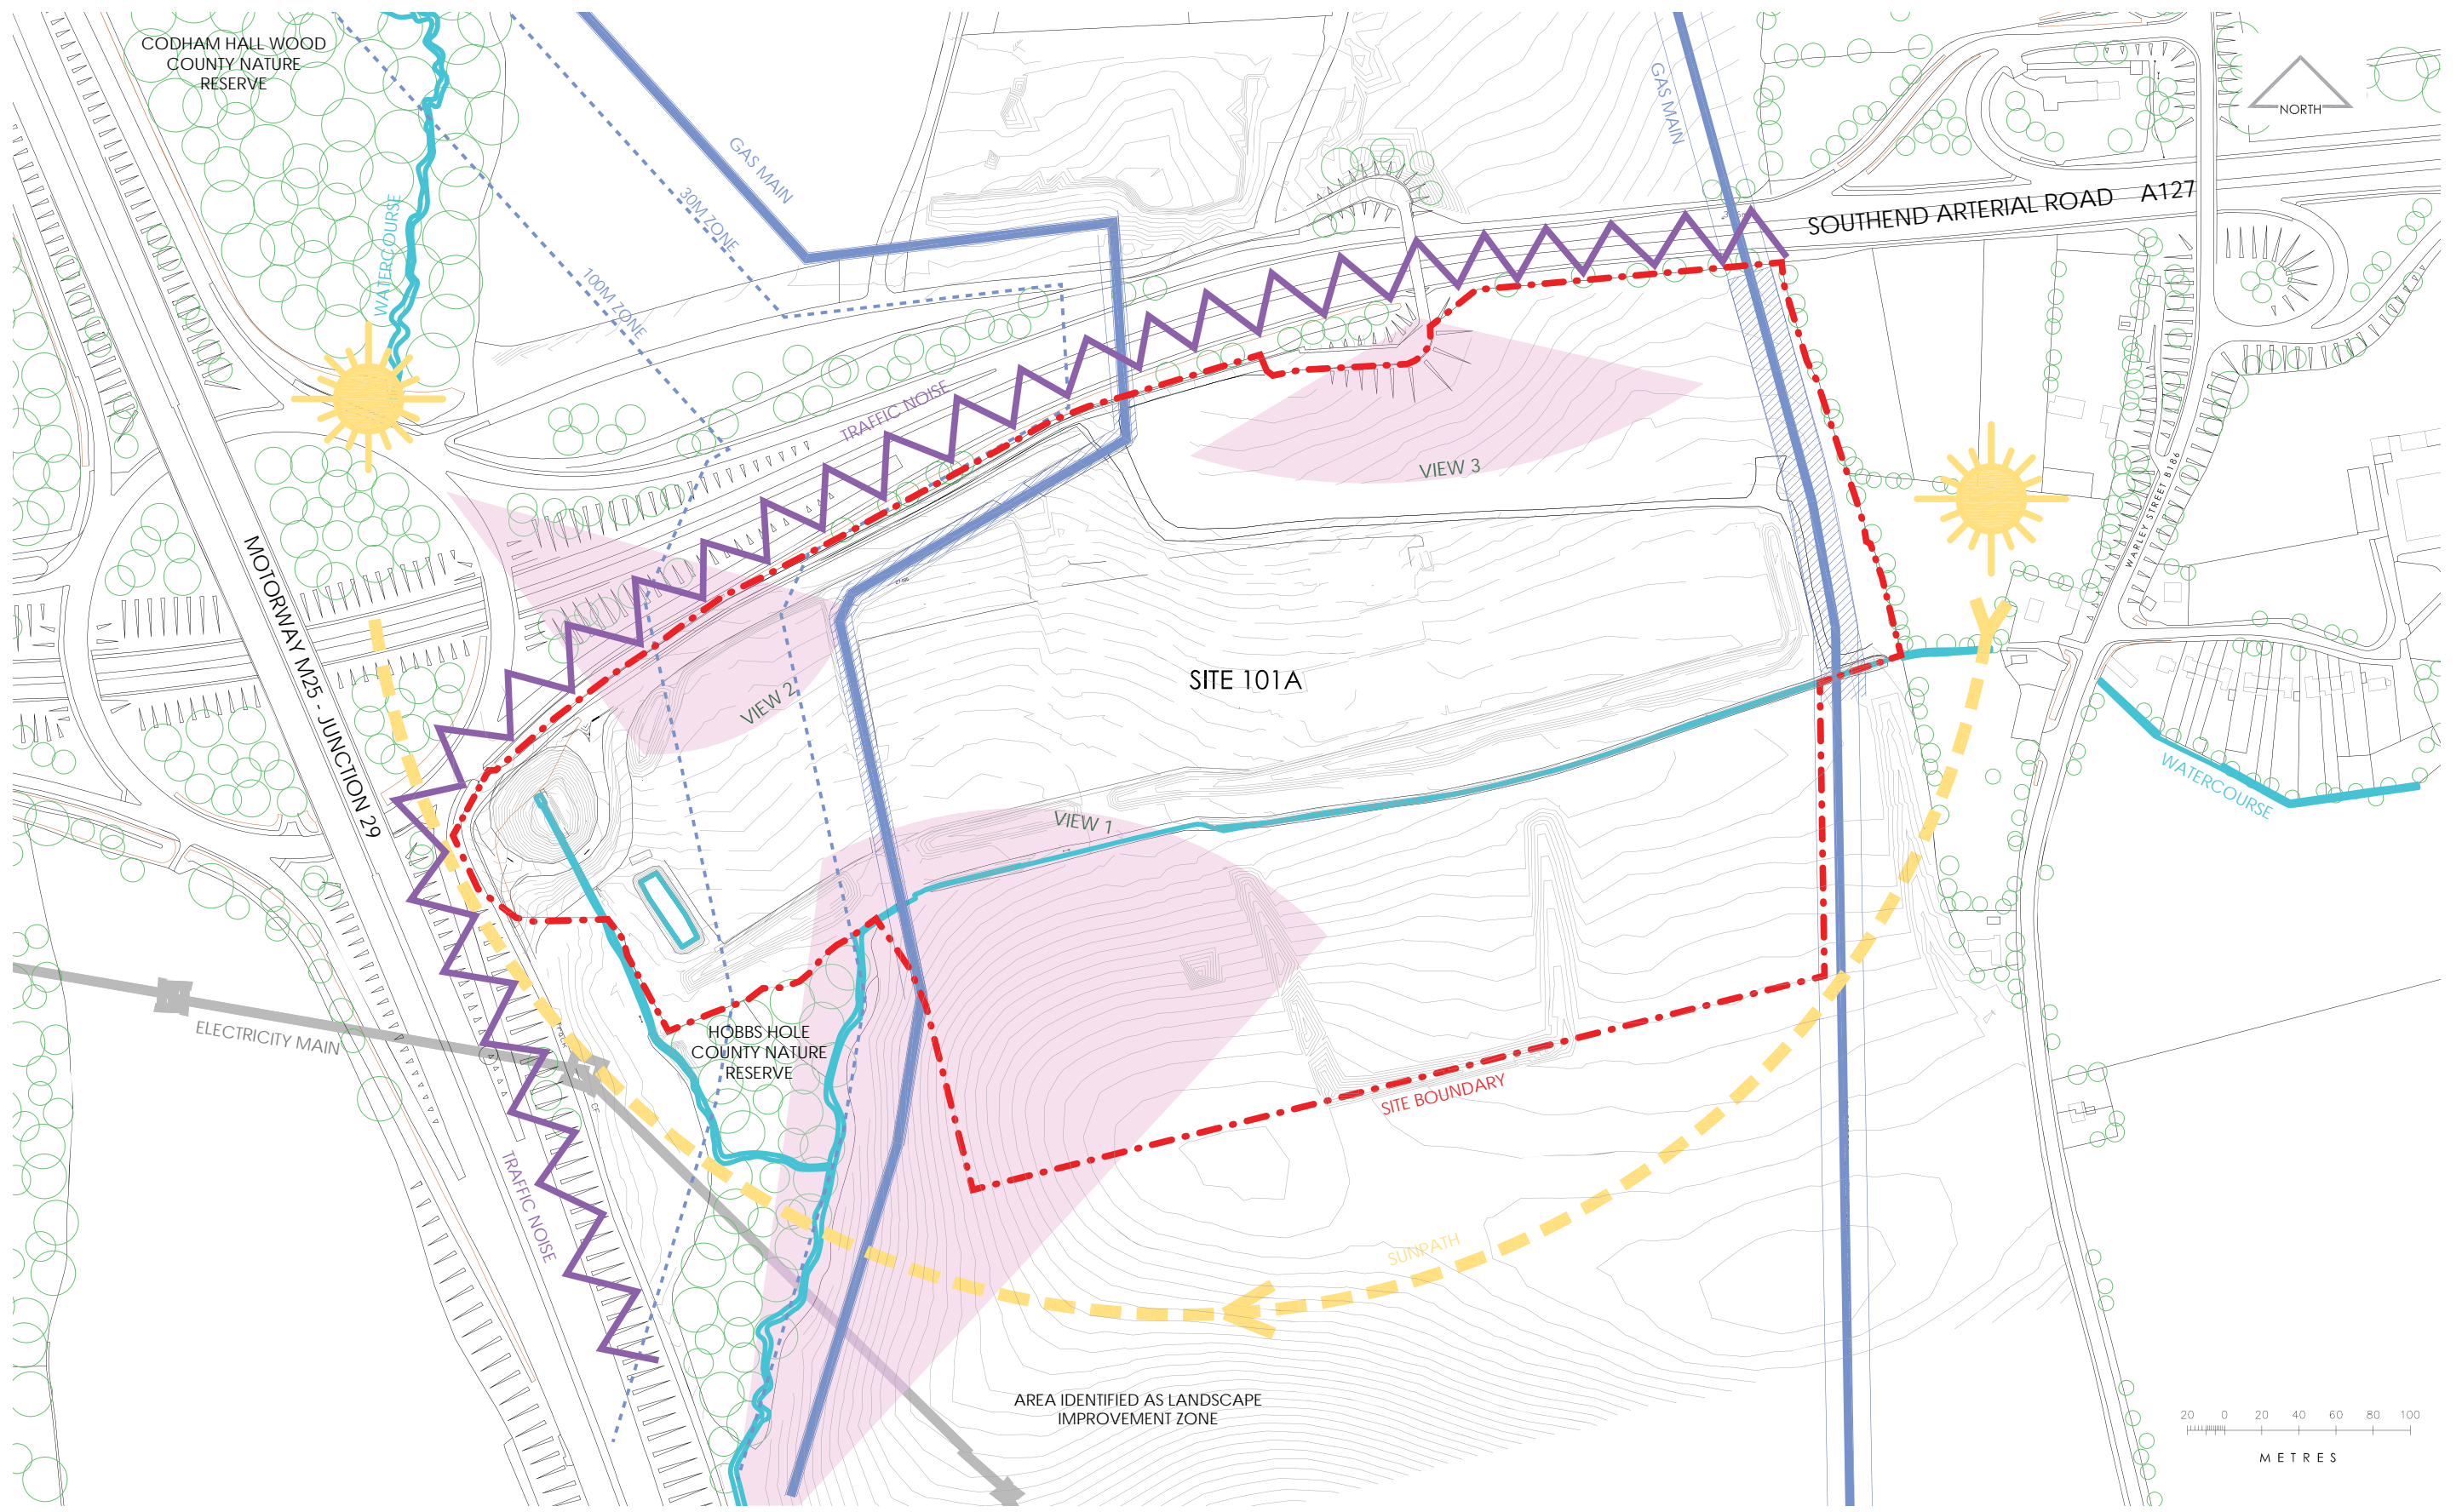 CODHAM HALL WOOD
COUNTY NATURE
RESERVE
WATERCOURSE
GAS MAIN
30M ZONE
100M ZONE
GAS MAIN
NORTH
SOUTHEND ARTERIAL ROAD A127
TRAFFIC NOISE
VIEW 3
WARLEY STREET B186
MOTORWAY M25 - JUNCTION 29
VIEW 2
SITE 101A
VIEW 1
WATERCOURSE
ELECTRICITY MAIN
HOBBS HOLE
COUNTY NATURE
RESERVE
SITE BOUNDARY
TRAFFIC NOISE
SUNPATH
AREA IDENTIFIED AS LANDSCAPE
IMPROVEMENT ZONE
20 0 20 40 60 80 100
METRES